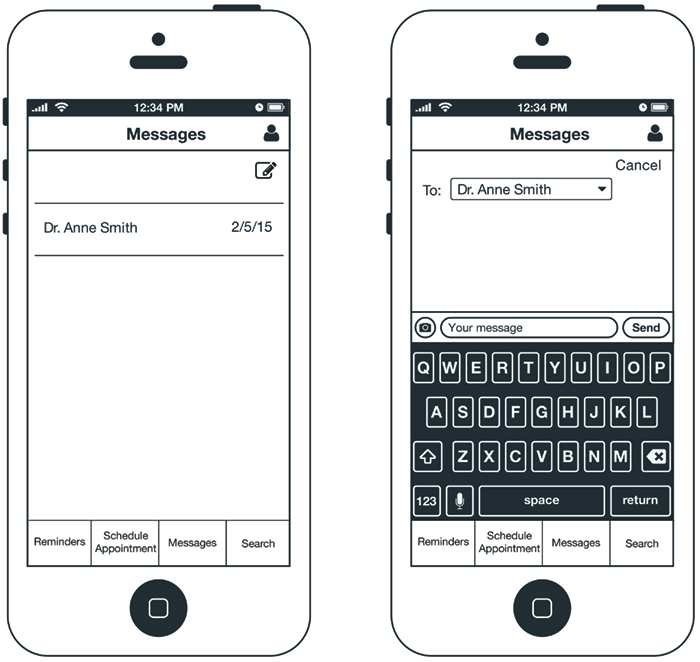 12:34 PM
Messages
Dr. Anne Smith 2/5/15
Reminders
Schedule
Appointment
Messages
Search
12:34 PM
Messages
Cancel
To: Dr. Anne Smith
Your message Send
Q W E R T Y U I O P
A S D F G H J K L
Z X C V B N M
123 space return
Reminders
Schedule
Appointment
Messages
Search